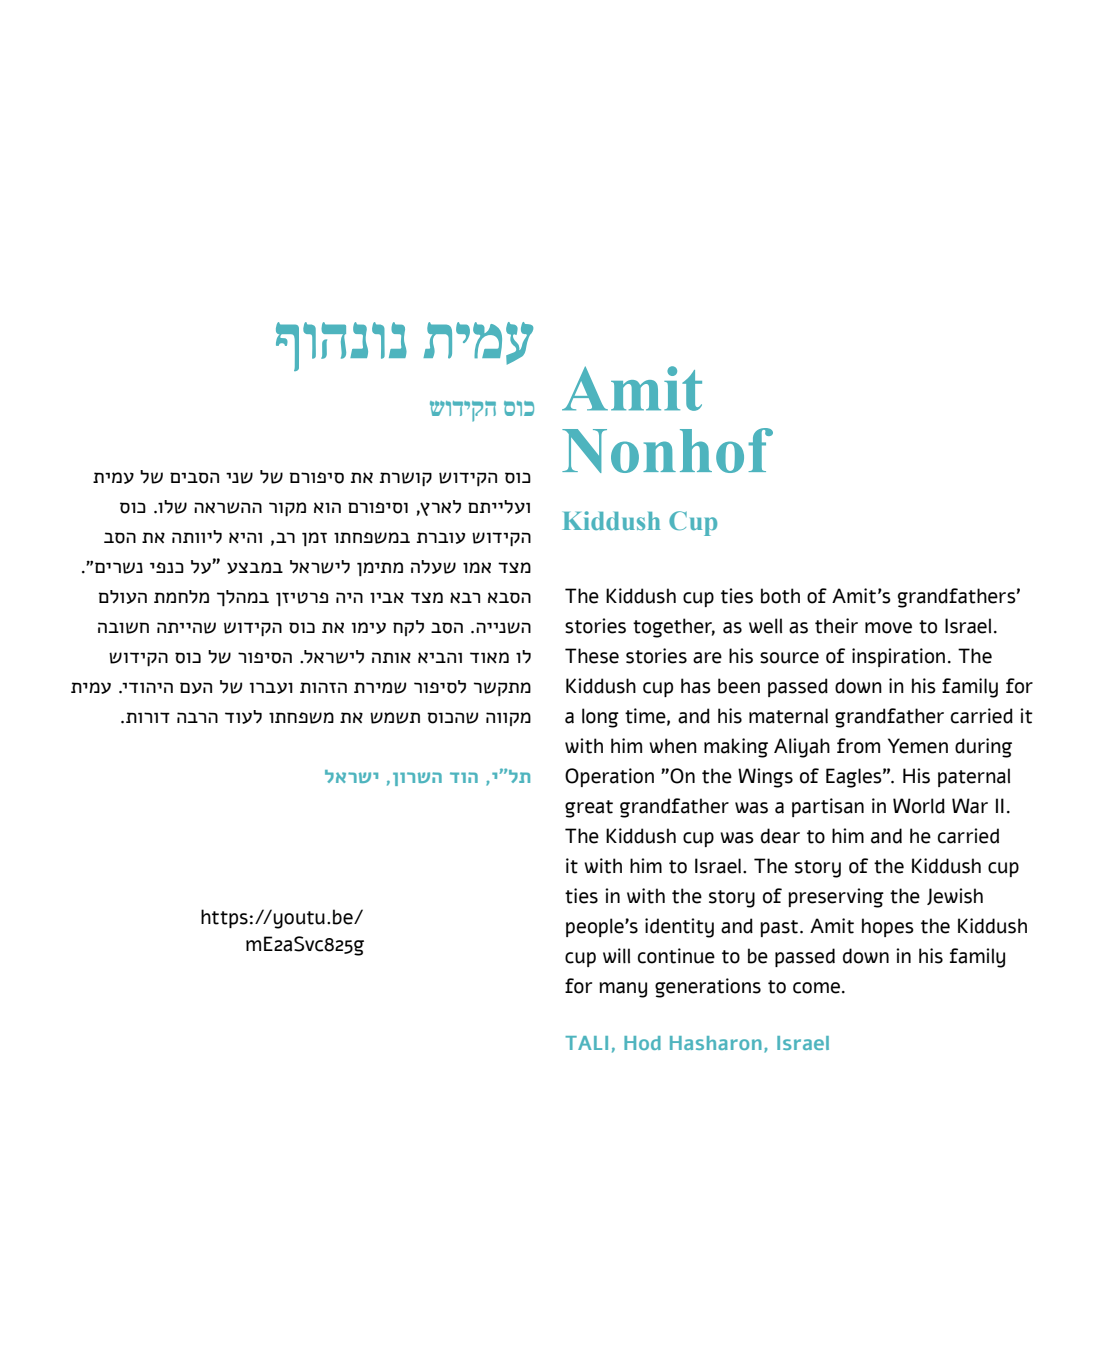 עמית נונהוף
כוס הקידוש
כוס הקידוש קושרת את סיפורם של שני הסבים של עמית
ועלייתם לארץ, וסיפורם הוא מקור ההשראה שלו. כוס
הקידוש עוברת במשפחתו זמן רב, והיא ליוותה את הסב
מצד אמו שעלה מתימן לישראל במבצע ”על כנפי נשרים”.
הסבא רבא מצד אביו היה פרטיזן במהלך מלחמת העולם
השנייה. הסב לקח עימו את כוס הקידוש שהייתה חשובה
לו מאוד והביא אותה לישראל. הסיפור של כוס הקידוש
מתקשר לסיפור שמירת הזהות ועברו של העם היהודי. עמית
מקווה שהכוס תשמש את משפחתו לעוד הרבה דורות.
תל”י, הוד השרון, ישראל
https://youtu.be/
mE2aSvc825g
Amit
Nonhof
Kiddush Cup
The Kiddush cup ties both of Amit’s grandfathers’
stories together, as well as their move to Israel.
These stories are his source of inspiration. The
Kiddush cup has been passed down in his family for
a long time, and his maternal grandfather carried it
with him when making Aliyah from Yemen during
Operation ”On the Wings of Eagles”. His paternal
great grandfather was a partisan in World War II.
The Kiddush cup was dear to him and he carried
it with him to Israel. The story of the Kiddush cup
ties in with the story of preserving the Jewish
people’s identity and past. Amit hopes the Kiddush
cup will continue to be passed down in his family
for many generations to come.
TALI, Hod Hasharon, Israel